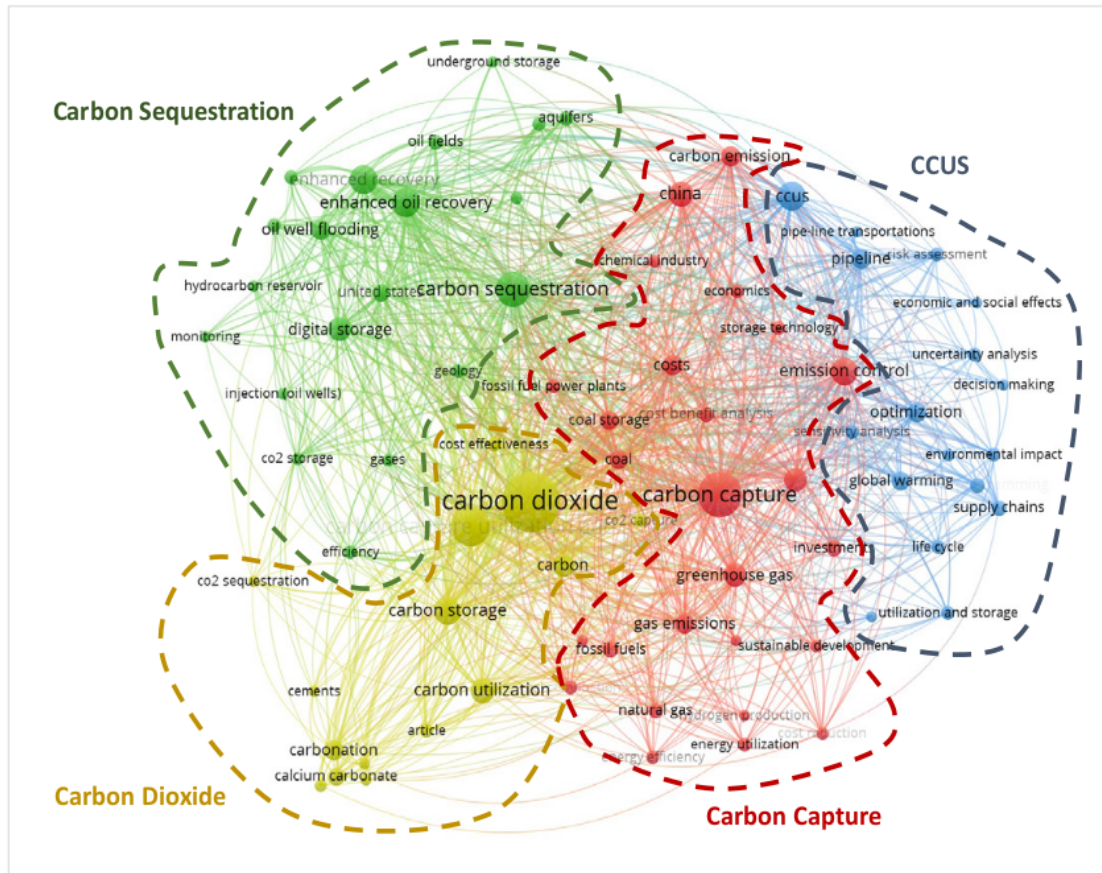 underground storage
Carbon Sequestration
aquifers
oil fields
carbon emission
CCUS
enhanced recovery
china
ccus
enhanced oil recovery
oil well flooding
pipe-line transportations
pipeline
risk assessment
chemical industry
hydrocarbon reservoir
united states
carbon sequestration
economics
economic and social effects
digital storage
storage technology
monitoring
uncertainty analysis
costs
emission control
geology
fossil fuel power plants
decision making
injection (oil wells)
coal storage
cost benefit analysis
optimization
sensitivity analysis
cost effectiveness
environmental impact
co2 storage
gases
coal
global warming
carbon dioxide
carbon capture
supply chains
co2 capture
efficiency
investment
life cycle
carbon
co2 sequestration
greenhouse gas
carbon storage
utilization and storage
gas emissions
fossil fuels
sustainable development
cements
carbon utilization
natural gas
hydrogen production
article
cost reduction
carbonation
energy utilization
energy efficiency
calcium carbonate
Carbon Dioxide
Carbon Capture